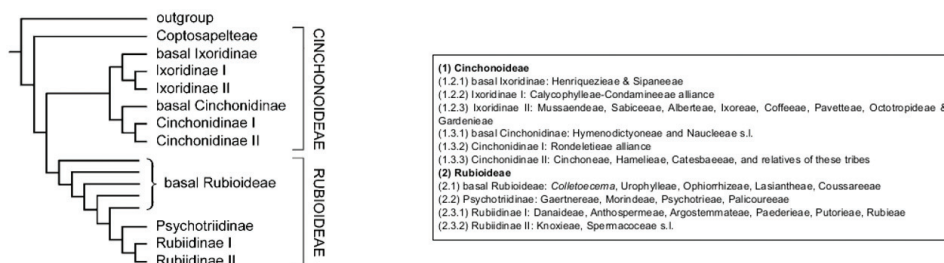 outgroup
Coptosapelteae
basal Ixoridinae
Ixoridinae I
Ixoridinae II
basal Cinchonidinae
Cinchonidinae I
Cinchonidinae II
CINCHONOIDEAE
basal Rubioideae
Psychotriidinae
Rubiidinae I
Rubiidinae II
RUBIOIDEAE
(1) Cinchonoideae
(1.2.1) basal Ixoridinae: Henriquezieae & Sipaneeae
(1.2.2) Ixoridinae I: Calycophylleae-Condamineeae alliance
(1.2.3) Ixoridinae II: Mussaendeae, Sabiceeae, Alberteae, Ixoreae, Coffeeae, Pavetteae, Octotropideae &
Gardenieae
(1.3.1) basal Cinchonidinae: Hymenodictyoneae and Naucleeae s.l.
(1.3.2) Cinchonidinae I: Rondeletieae alliance
(1.3.3) Cinchonidinae II: Cinchoneae, Hamelieae, Catesbaeeae, and relatives of these tribes
(2) Rubioideae
(2.1) basal Rubioideae: Colletoecema, Urophylleae, Ophiorrhizeae, Lasiantheae, Coussareeae
(2.2) Psychotriidinae: Gaertnereae, Morindeae, Psychotrieae, Palicoureeae
(2.3.1) Rubiidinae I: Danaideae, Anthospermeae, Argostemmateae, Paederieae, Putorieae, Rubieae
(2.3.2) Rubiidinae II: Knoxieae, Spermacoceae s.l.